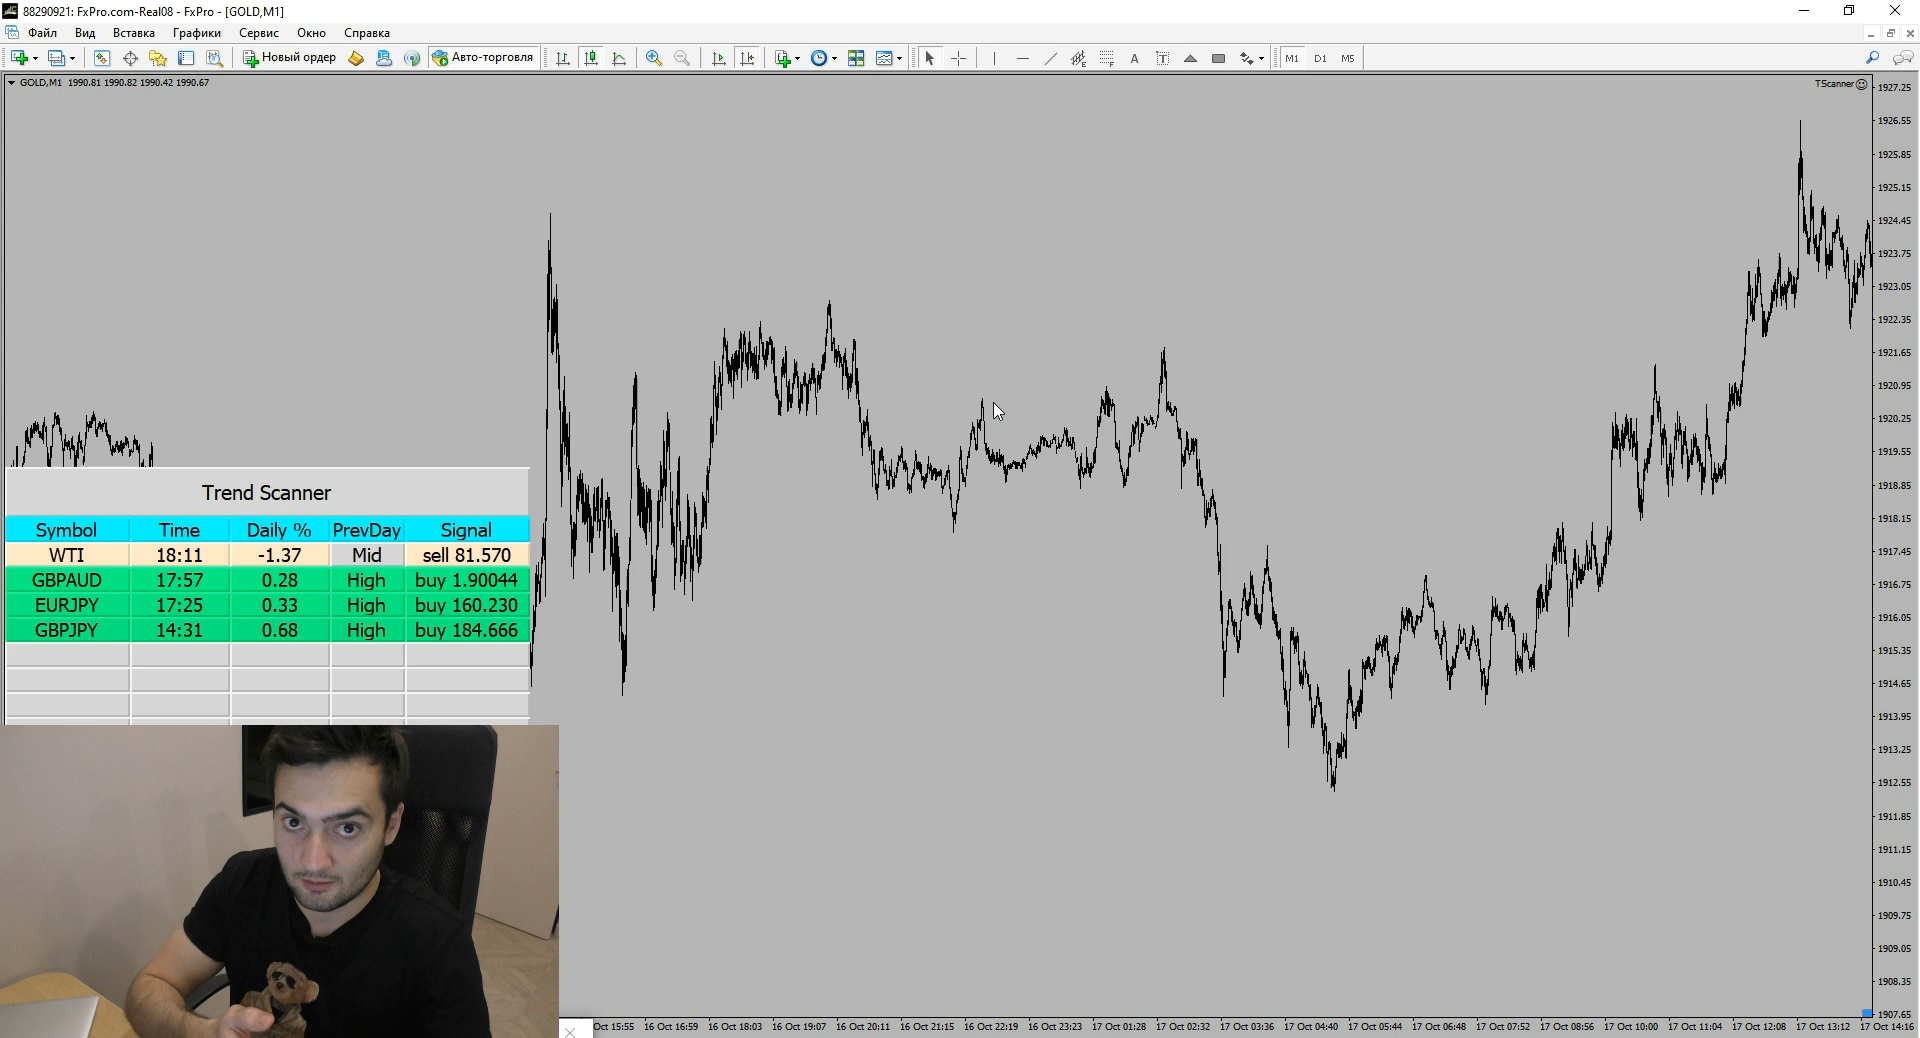 88290921: FxPro.com-Real08 - FxPro - [GOLD,M1]
Файл Вид Вставка Графики Сервис Окно Справка
Новый ордер Авто-торговля M1 D1 M5
GOLD,M1 1990.81 1990.82 1990.42 1990.67
TScanner
1927.25
1926.55
1925.85
1925.15
1924.45
1923.75
1923.05
1922.35
1921.65
1920.95
1920.25
1919.55
1918.85
1918.15
1917.45
1916.75
1916.05
1915.35
1914.65
1913.95
1913.25
1912.55
1911.85
1911.15
1910.45
1909.75
1909.05
1908.35
1907.65
Trend Scanner
Symbol Time Daily % PrevDay Signal
WTI 18:11 -1.37 Mid sell 81.570
GBPAUD 17:57 0.28 High buy 1.90044
EURJPY 17:25 0.33 High buy 160.230
GBPJPY 14:31 0.68 High buy 184.666
Oct 15:55 16 Oct 16:59 16 Oct 18:03 16 Oct 19:07 16 Oct 20:11 16 Oct 21:15 16 Oct 22:19 16 Oct 23:23 17 Oct 01:28 17 Oct 02:32 17 Oct 03:36 17 Oct 04:40 17 Oct 05:44 17 Oct 06:48 17 Oct 07:52 17 Oct 08:56 17 Oct 10:00 17 Oct 11:04 17 Oct 12:08 17 Oct 13:12 17 Oct 14:16